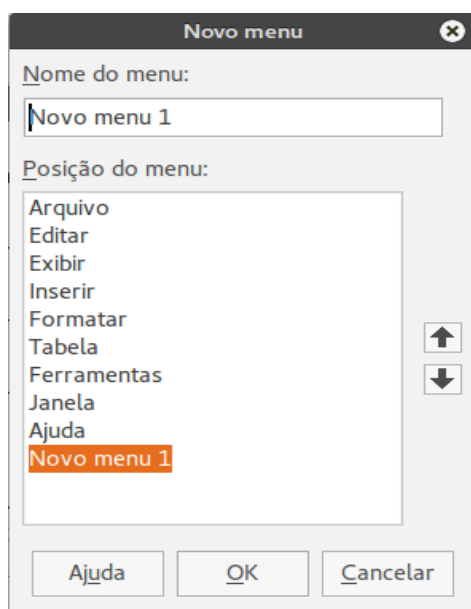 Novo menu
Nome do menu:
Novo menu 1
Posição do menu:
Arquivo
Editar
Exibir
Inserir
Formatar
Tabela
Ferramentas
Janela
Ajuda
Novo menu 1
Ajuda OK Cancelar